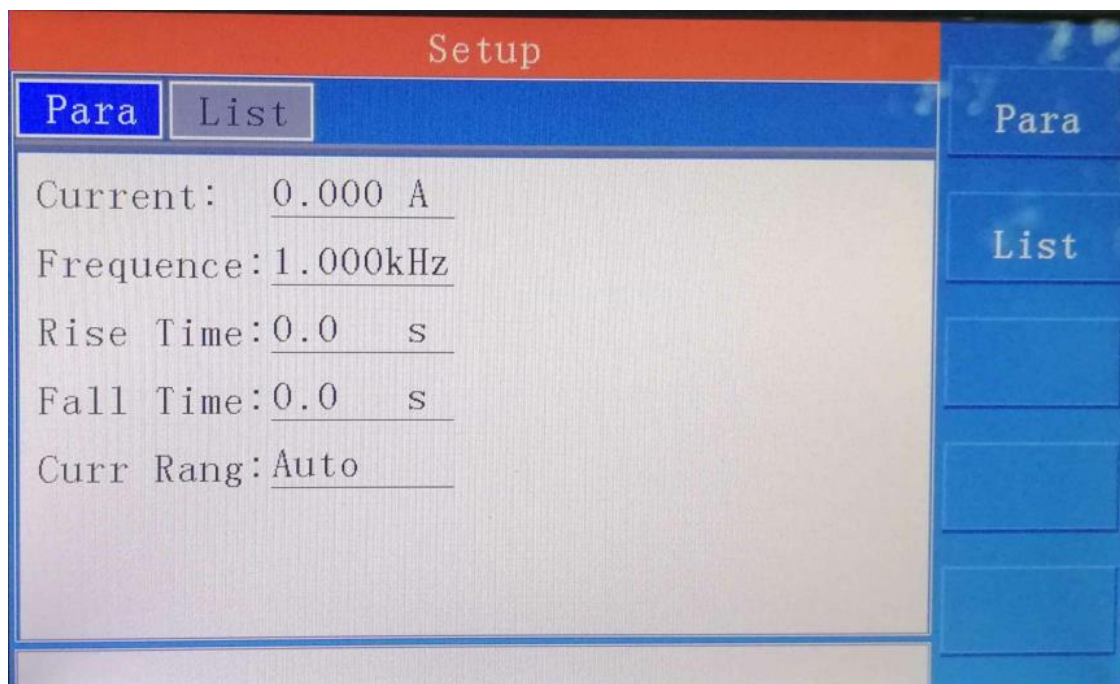 Setup
Para List
Para
Current: 0.000 A
List
Frequence:1.000kHz
Rise Time:0.0 s
Fall Time:0.0 s
Curr Rang:Auto